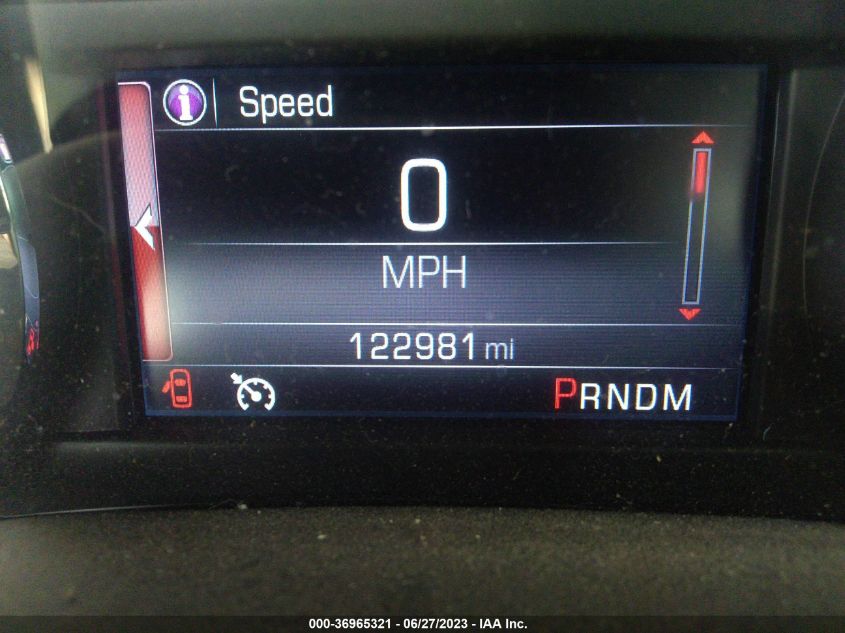 Speed
0
MPH
122981 mi
PRNDM
000-36965321 - 06/27/2023 - IAA Inc.